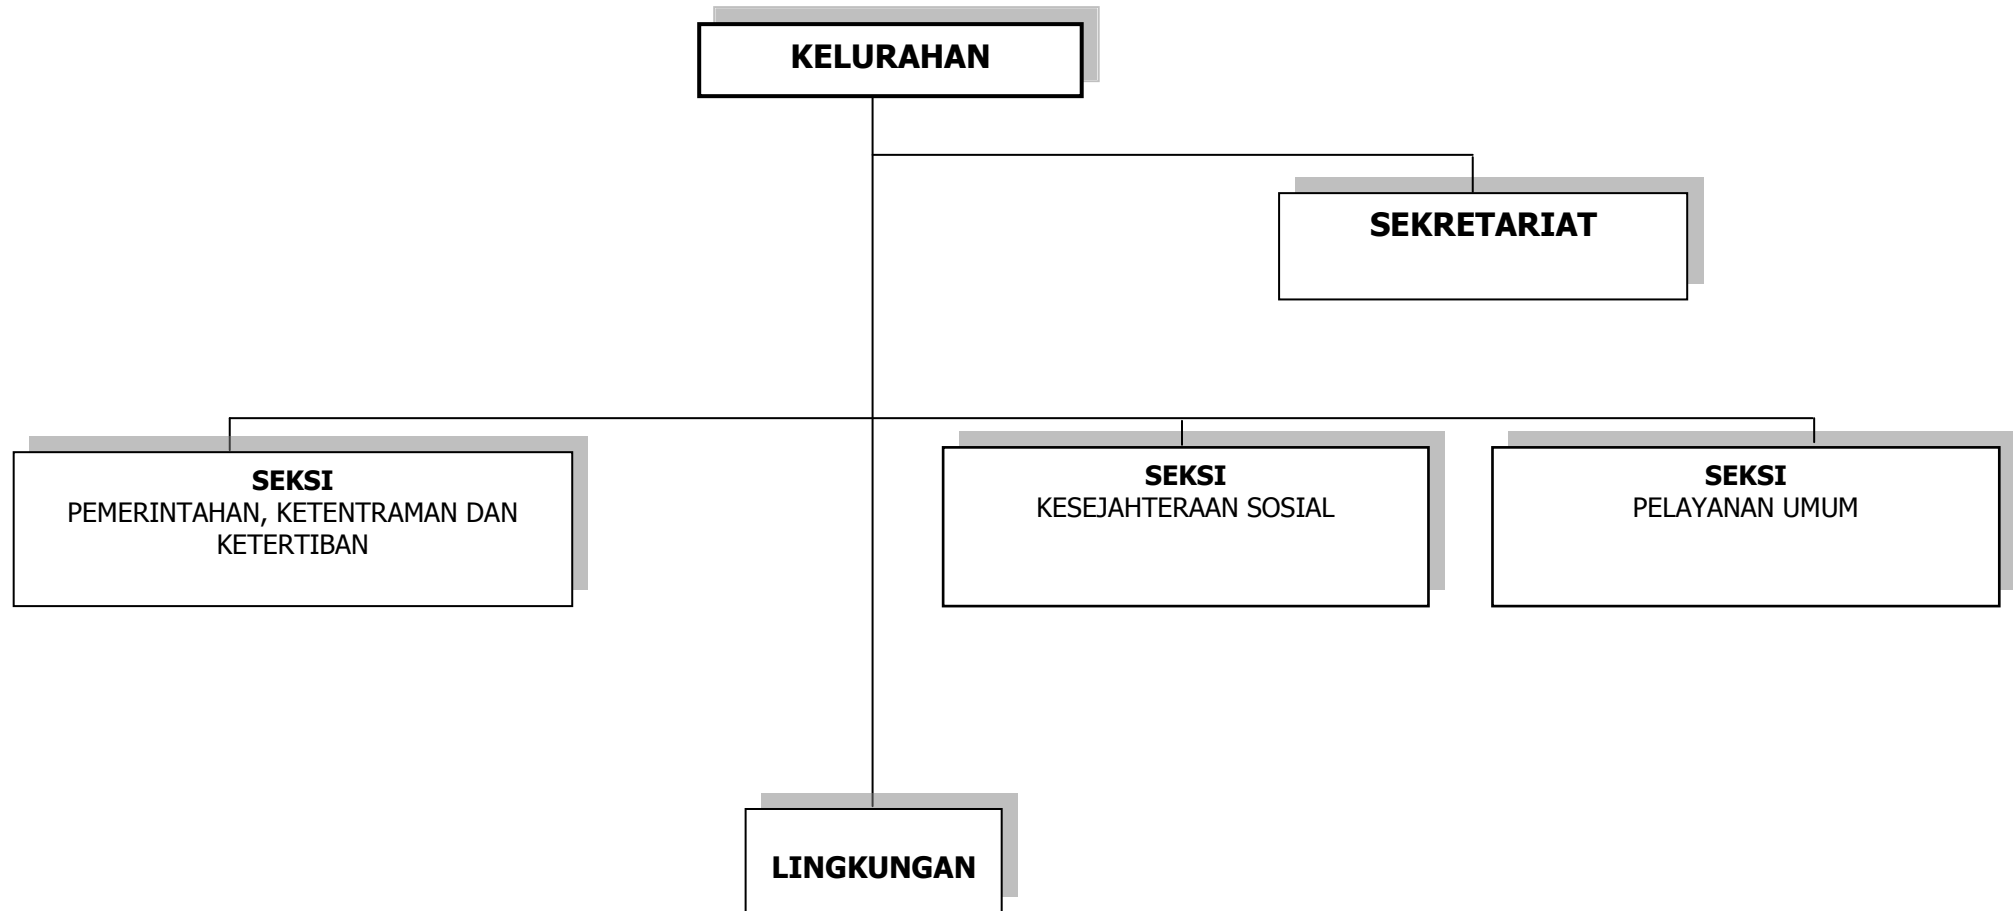 KELURAHAN
SEKRETARIAT
SEKSI
PEMERINTAHAN, KETENTRAMAN DAN
KETERTIBAN
SEKSI
KESEJAHTERAAN SOSIAL
SEKSI
PELAYANAN UMUM
LINGKUNGAN